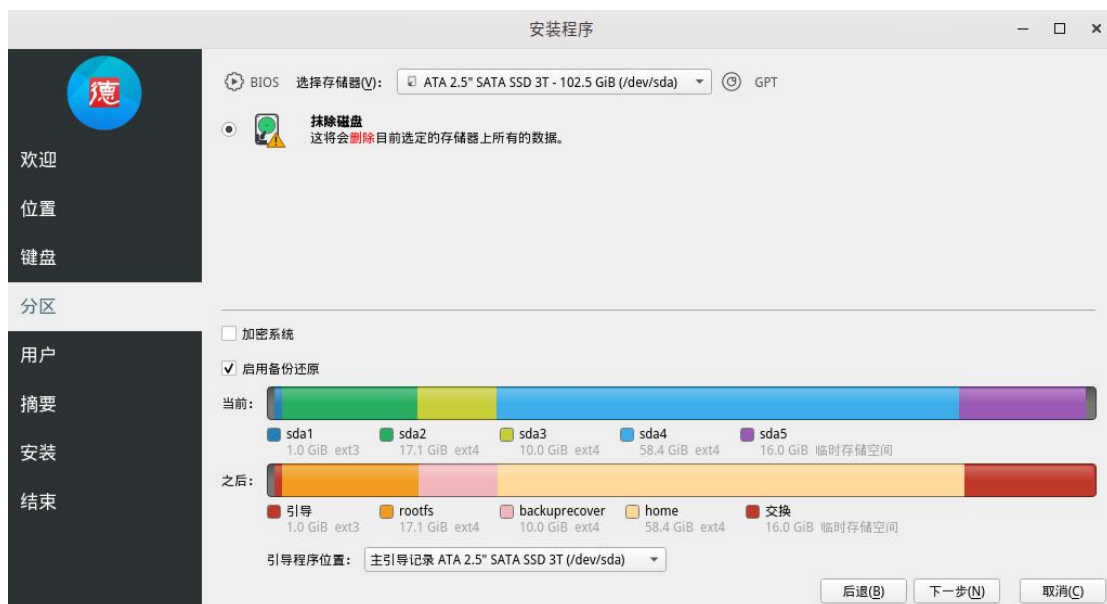 安装程序
德
欢迎
位置
键盘
分区
用户
摘要
安装
结束
BIOS 选择存储器(V): ATA 2.5" SATA SSD 3T - 102.5 GiB (/dev/sda) GPT
抹除磁盘
这将会删除目前选定的存储器上所有的数据。
加密系统
启用备份还原
当前:
sda1 sda2 sda3 sda4 sda5
1.0 GiB ext3 17.1 GiB ext4 10.0 GiB ext4 58.4 GiB ext4 16.0 GiB 临时存储空间
之后:
引导 rootfs backuprecover home 交换
1.0 GiB ext3 17.1 GiB ext4 10.0 GiB ext4 58.4 GiB ext4 16.0 GiB 临时存储空间
引导程序位置: 主引导记录 ATA 2.5" SATA SSD 3T (/dev/sda)
后退(B) 下一步(N) 取消(C)